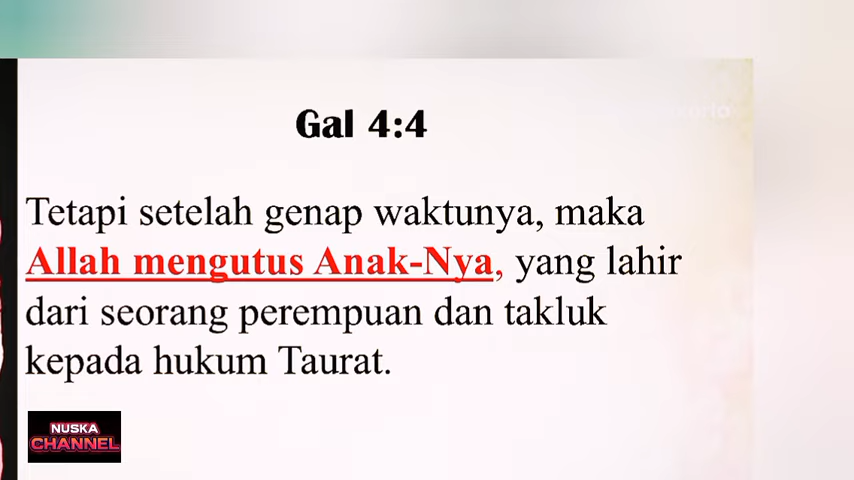 Gal 4:4
Tetapi setelah genap waktunya, maka
Allah mengutus Anak-Nya, yang lahir
dari seorang perempuan dan takluk
kepada hukum Taurat.
NUSKA
CHANNEL